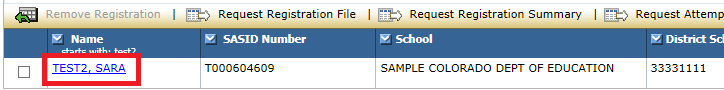 Remove Registration | Request Registration File | Request Registration Summary | Request Attemp
Name SASID Number School District Sc
starts with: test2
TEST2, SARA T000604609 SAMPLE COLORADO DEPT OF EDUCATION 33331111